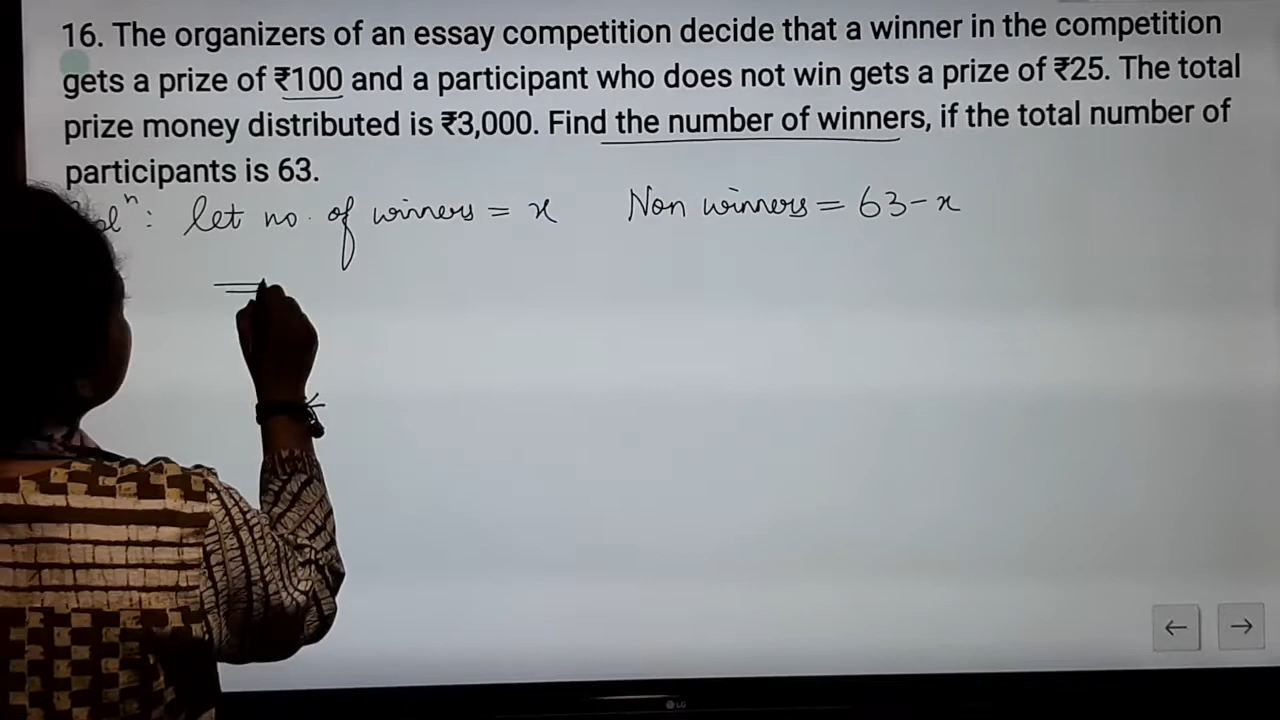 16. The organizers of an essay competition decide that a winner in the competition
gets a prize of ₹100 and a participant who does not win gets a prize of ₹25. The total
prize money distributed is ₹3,000. Find the number of winners, if the total number of
participants is 63.
let no. of winners = x Non winners = 63-x
← →
LG